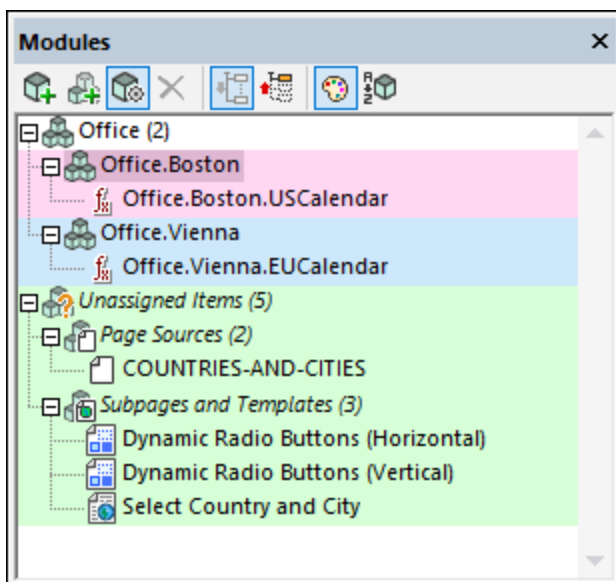 Modules
Office (2)
Office.Boston
Office.Boston.USCalendar
Office.Vienna
Office.Vienna.EUCalendar
Unassigned Items (5)
Page Sources (2)
COUNTRIES-AND-CITIES
Subpages and Templates (3)
Dynamic Radio Buttons (Horizontal)
Dynamic Radio Buttons (Vertical)
Select Country and City